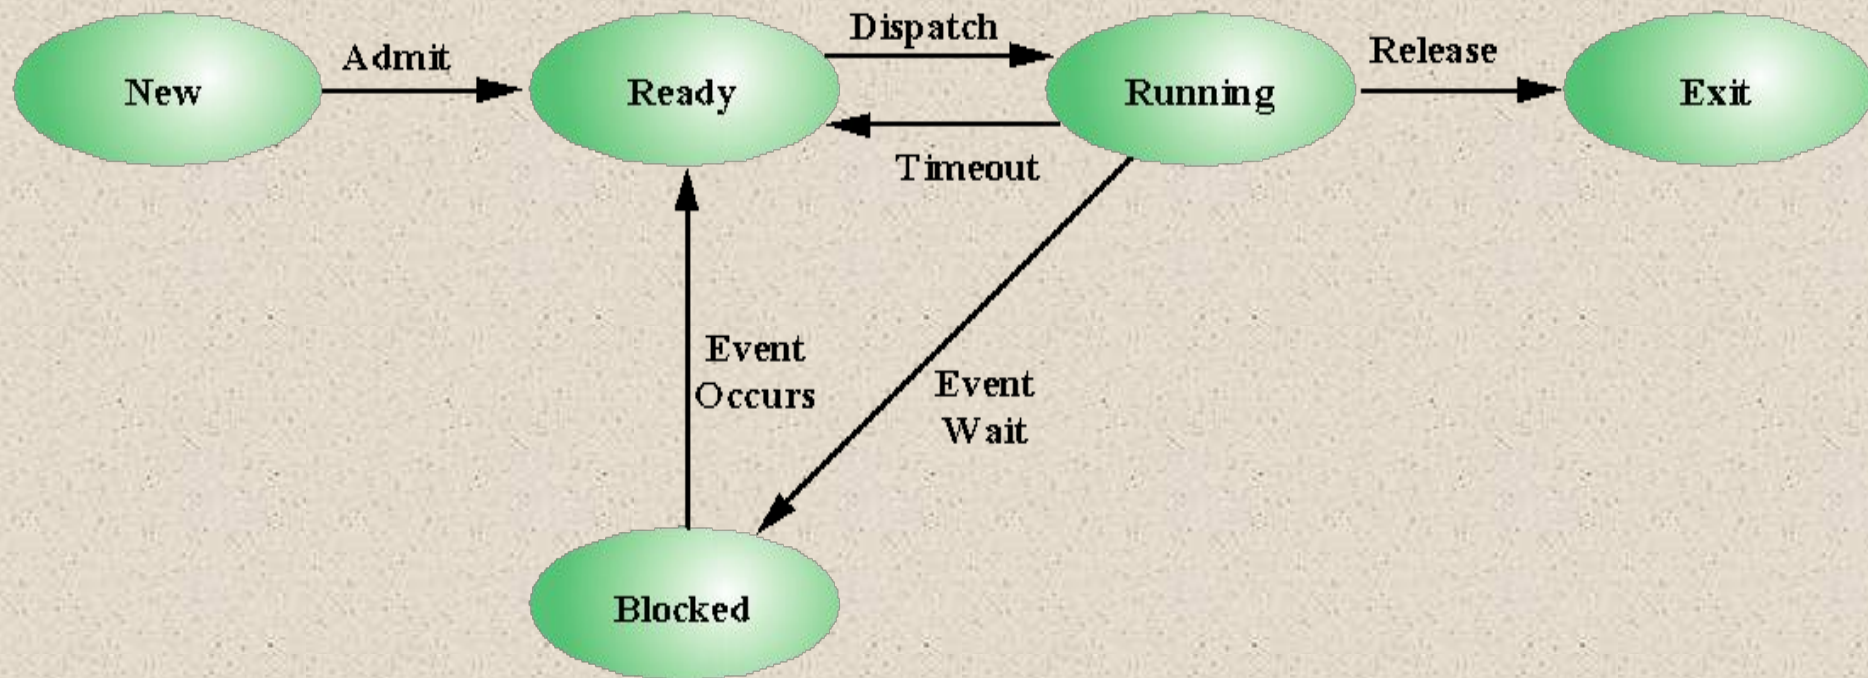 New
Admit
Ready
Dispatch
Timeout
Running
Release
Exit
Event
Occurs
Event
Wait
Blocked